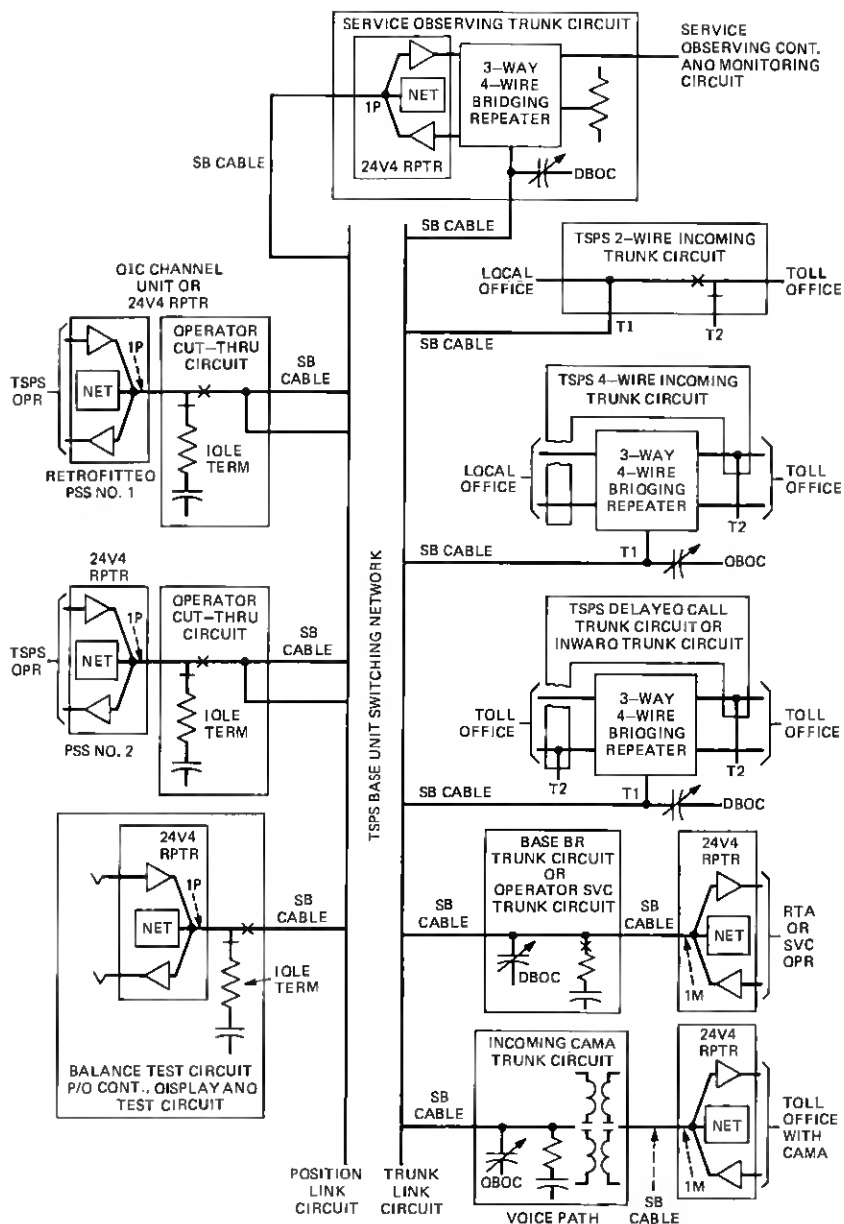 SERVICE OBSERVING TRUNK CIRCUIT
SERVICE
OBSERVING CONT.
AND MONITORING
CIRCUIT
3-WAY
4-WIRE
BRIDGING
REPEATER
NET
1P
24V4 RPTR
DBOC
SB CABLE
SB CABLE
TSPS 2-WIRE INCOMING
TRUNK CIRCUIT
LOCAL
OFFICE
TOLL
OFFICE
T1
T2
SB CABLE
OIC CHANNEL
UNIT OR
24V4 RPTR
OPERATOR
CUT-THRU
CIRCUIT
SB
CABLE
1P
TSPS
OPR
NET
IOLE
TERM
RETROFITTEO
PSS NO. 1
TSPS 4-WIRE INCOMING
TRUNK CIRCUIT
3-WAY
4-WIRE
BRIOGING
REPEATER
LOCAL
OFFICE
TOLL
OFFICE
T2
SB CABLE
T1
OBOC
24V4
RPTR
OPERATOR
CUT-THRU
CIRCUIT
SB
CABLE
1P
TSPS
OPR
NET
IOLE
TERM
PSS NO. 2
TSPS DELAYEO CALL
TRUNK CIRCUIT OR
INWARO TRUNK CIRCUIT
3-WAY
4-WIRE
BRIDGING
REPEATER
TOLL
OFFICE
TOLL
OFFICE
T2
T2
SB CABLE
T1
DBOC
TSPS BASE UNIT SWITCHING NETWORK
24V4
RPTR
1P
NET
SB
CABLE
IOLE
TERM
BALANCE TEST CIRCUIT
P/O CONT., DISPLAY AND
TEST CIRCUIT
BASE BR
TRUNK CIRCUIT
OR
OPERATOR SVC
TRUNK CIRCUIT
SB
CABLE
SB
CABLE
24V4
RPTR
NET
RTA
OR
SVC
OPR
DBOC
1M
INCOMING CAMA
TRUNK CIRCUIT
SB
CABLE
24V4
RPTR
NET
TOLL
OFFICE
WITH
CAMA
OBOC
1M
POSITION
LINK
CIRCUIT
TRUNK
LINK
CIRCUIT
VOICE PATH
SB
CABLE